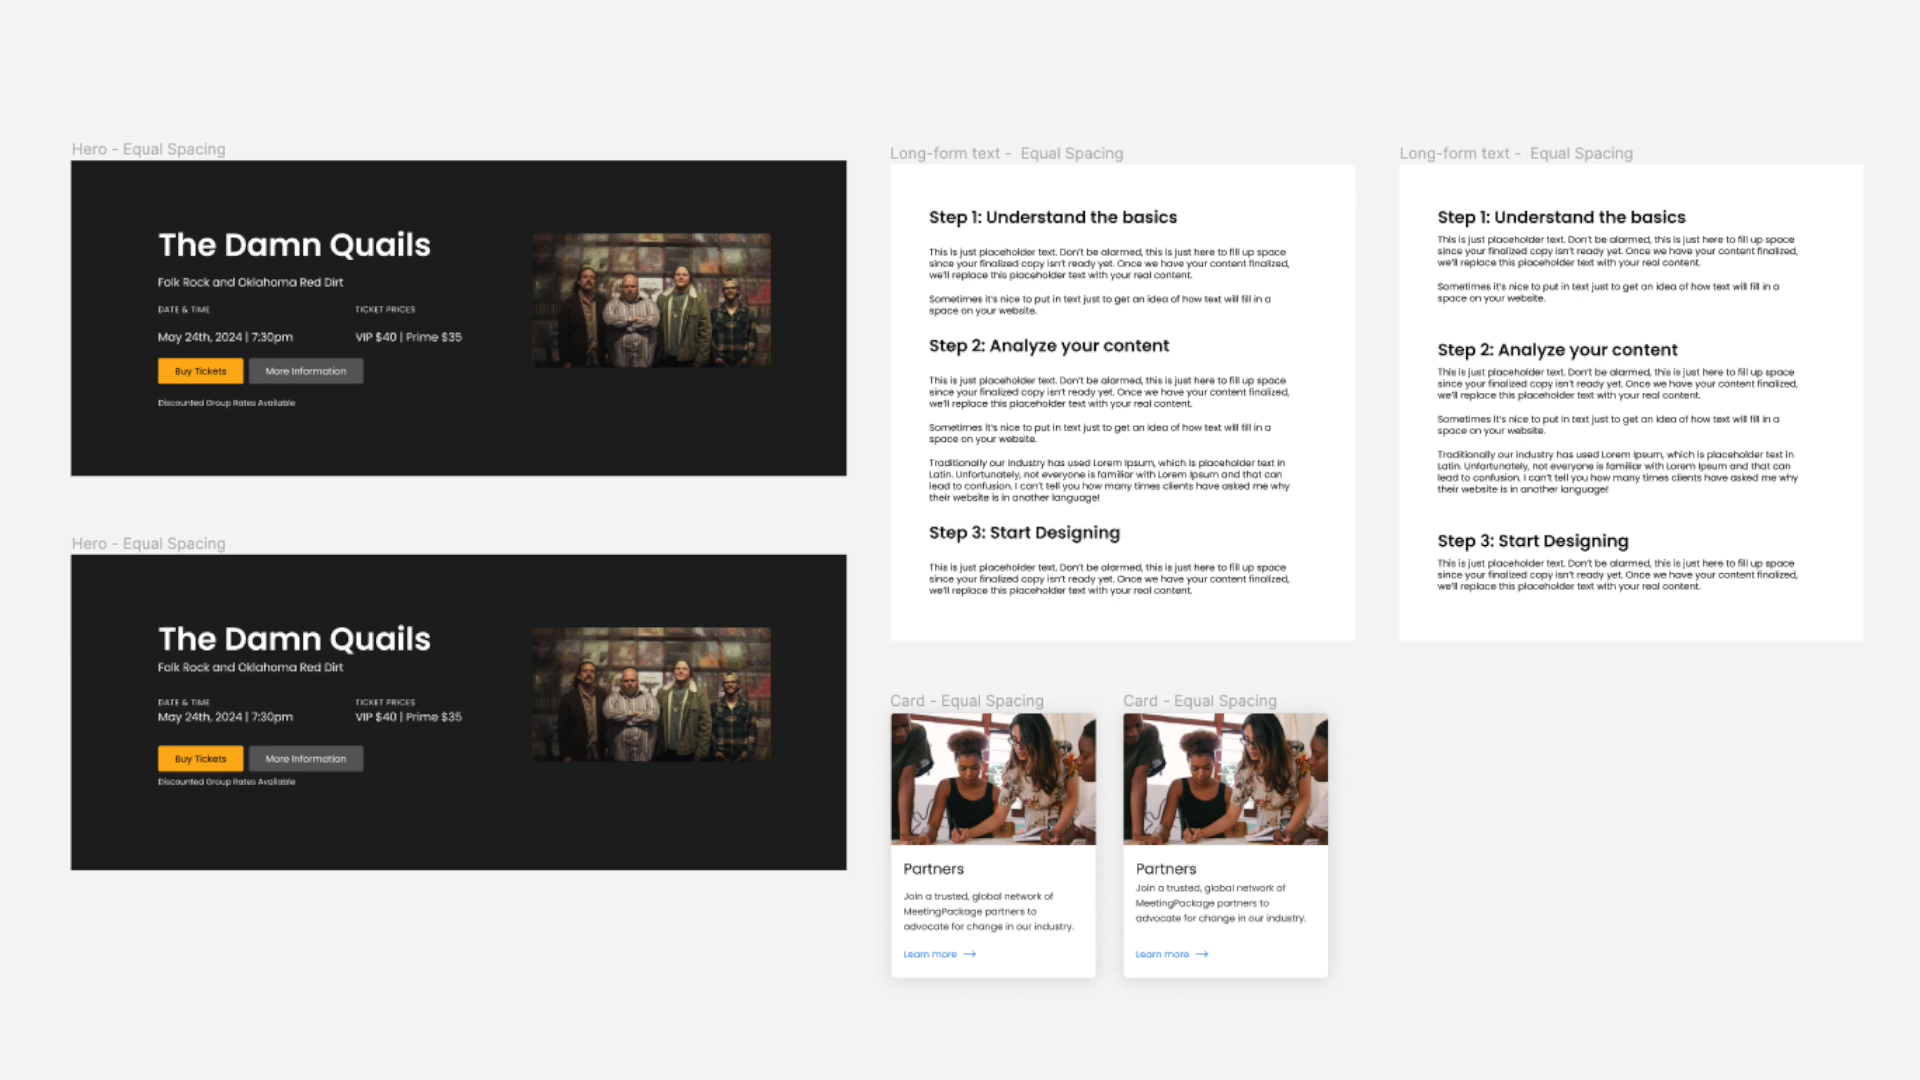 Hero - Equal Spacing
The Damn Quails
Folk Rock and Oklahoma Red Dirt
DATE & TIME
TICKET PRICES
May 24th, 2024 | 7:30pm
VIP $40 | Prime $35
Buy Tickets
More Information
Discounted Group Rates Available
Hero - Equal Spacing
The Damn Quails
Folk Rock and Oklahoma Red Dirt
DATE & TIME
TICKET PRICES
May 24th, 2024 | 7:30pm
VIP $40 | Prime $35
Buy Tickets
More Information
Discounted Group Rates Available
Long-form text - Equal Spacing
Step 1: Understand the basics
This is just placeholder text. Don't be alarmed, this is just here to fill up space
since your finalized copy isn't ready yet. Once we have your content finalized,
we'll replace this placeholder text with your real content.
Sometimes it's nice to put in text just to get an idea of how text will fill in a
space on your website.
Step 2: Analyze your content
This is just placeholder text. Don't be alarmed, this is just here to fill up space
since your finalized copy isn't ready yet. Once we have your content finalized,
we'll replace this placeholder text with your real content.
Sometimes it's nice to put in text just to get an idea of how text will fill in a
space on your website.
Traditionally our industry has used Lorem Ipsum, which is placeholder text in
Latin. Unfortunately, not everyone is familiar with Lorem Ipsum and that can
lead to confusion. I can't tell you how many times clients have asked me why
their website is in another language!
Step 3: Start Designing
This is just placeholder text. Don't be alarmed, this is just here to fill up space
since your finalized copy isn't ready yet. Once we have your content finalized,
we'll replace this placeholder text with your real content.
Long-form text - Equal Spacing
Step 1: Understand the basics
This is just placeholder text. Don't be alarmed, this is just here to fill up space
since your finalized copy isn't ready yet. Once we have your content finalized,
we'll replace this placeholder text with your real content.
Sometimes it's nice to put in text just to get an idea of how text will fill in a
space on your website.
Step 2: Analyze your content
This is just placeholder text. Don't be alarmed, this is just here to fill up space
since your finalized copy isn't ready yet. Once we have your content finalized,
we'll replace this placeholder text with your real content.
Sometimes it's nice to put in text just to get an idea of how text will fill in a
space on your website.
Traditionally our industry has used Lorem Ipsum, which is placeholder text in
Latin. Unfortunately, not everyone is familiar with Lorem Ipsum and that can
lead to confusion. I can't tell you how many times clients have asked me why
their website is in another language!
Step 3: Start Designing
This is just placeholder text. Don't be alarmed, this is just here to fill up space
since your finalized copy isn't ready yet. Once we have your content finalized,
we'll replace this placeholder text with your real content.
Card - Equal Spacing
Partners
Join a trusted, global network of
MeetingPackage partners to
advocate for change in our industry.
Learn more →
Card - Equal Spacing
Partners
Join a trusted, global network of
MeetingPackage partners to
advocate for change in our industry.
Learn more →